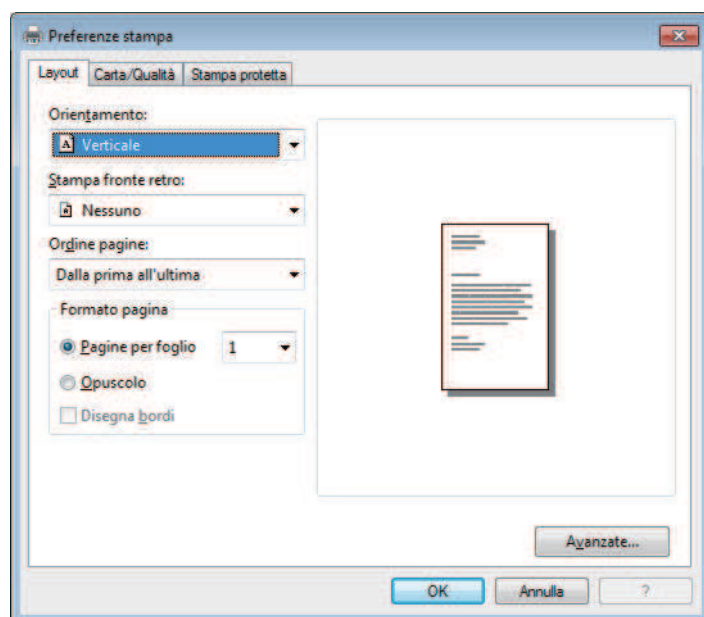 Preferenze stampa
Layout Carta/Qualità Stampa protetta
Orientamento:
A Verticale
Stampa fronte retro:
Nessuno
Ordine pagine:
Dalla prima all'ultima
Formato pagina
Pagine per foglio 1
Opuscolo
Disegna bordi
Avanzate...
OK Annulla ?